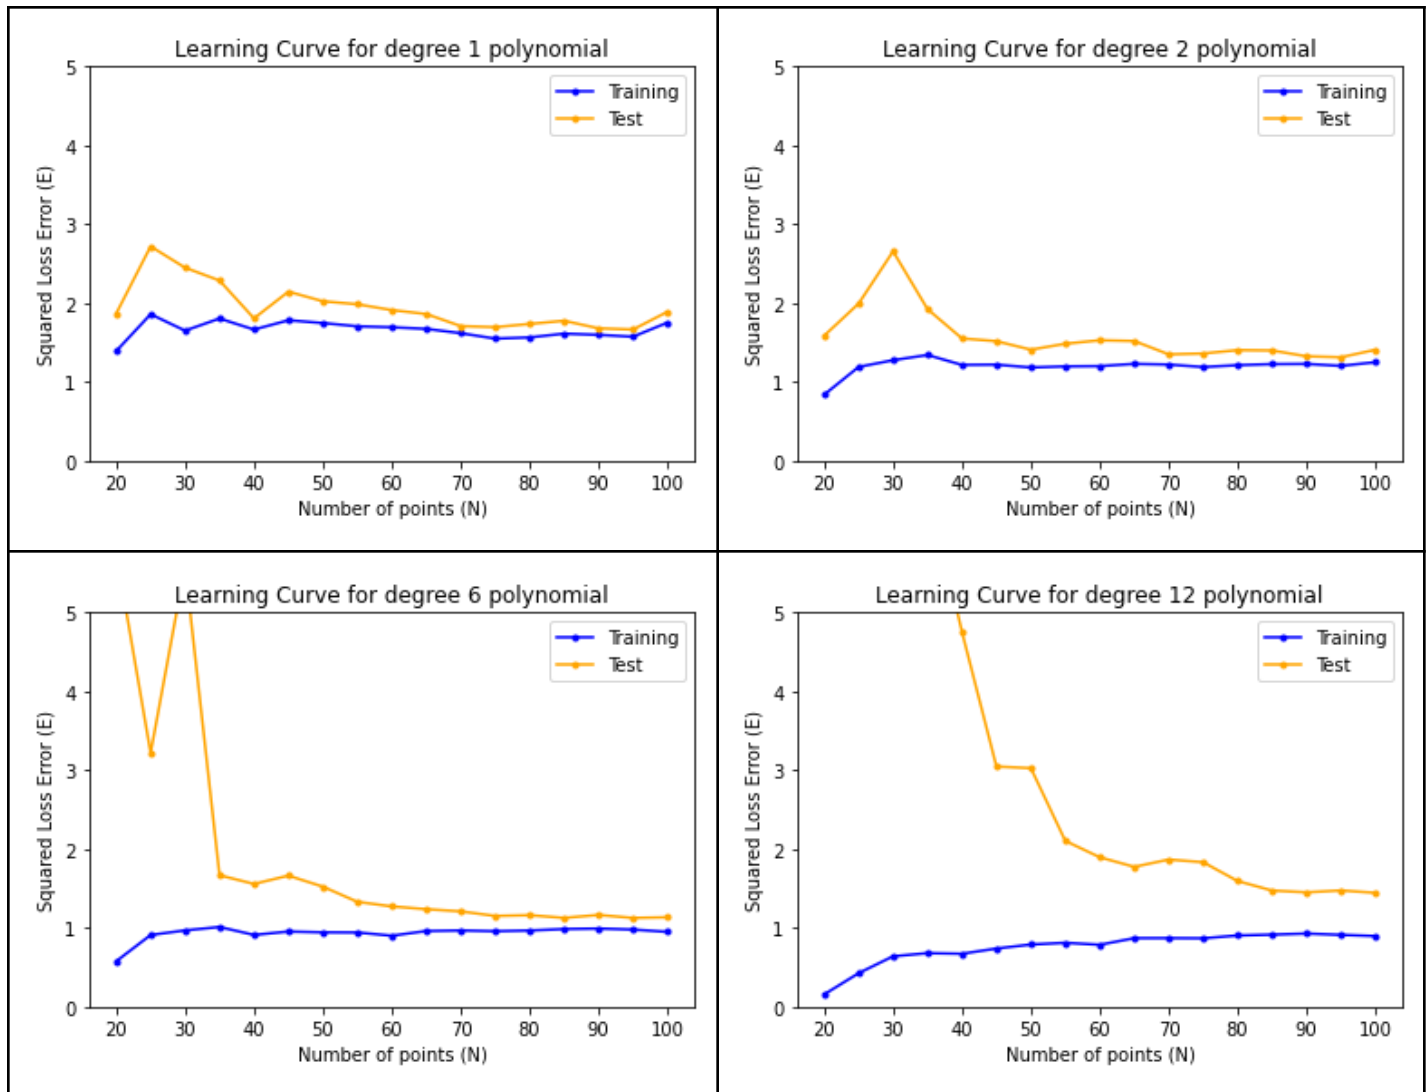 Learning Curve for degree 1 polynomial
5
4
3
2
1
0
Squared Loss Error (E)
Training
Test
20 30 40 50 60 70 80 90 100
Number of points (N)
Learning Curve for degree 2 polynomial
5
4
3
2
1
0
Squared Loss Error (E)
Training
Test
20 30 40 50 60 70 80 90 100
Number of points (N)
Learning Curve for degree 6 polynomial
5
4
3
2
1
0
Squared Loss Error (E)
Training
Test
20 30 40 50 60 70 80 90 100
Number of points (N)
Learning Curve for degree 12 polynomial
5
4
3
2
1
0
Squared Loss Error (E)
Training
Test
20 30 40 50 60 70 80 90 100
Number of points (N)